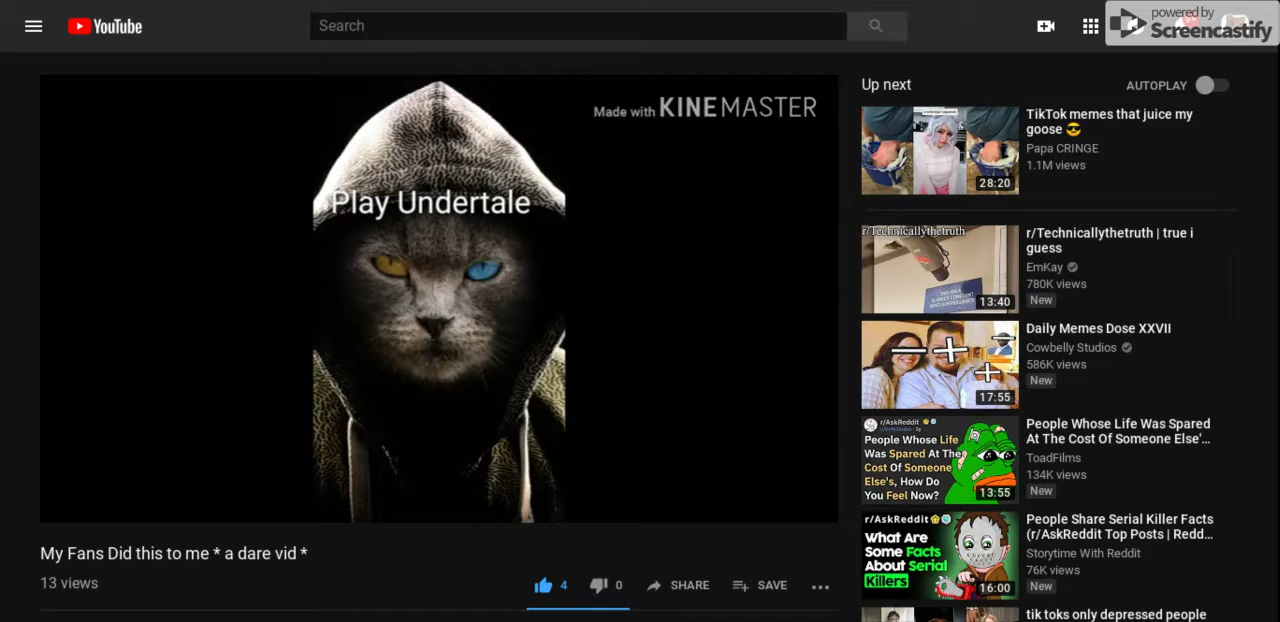 YouTube
Search
powered by
Screencastify
Made with KINEMASTER
Play Undertale
My Fans Did this to me * a dare vid *
13 views
4
0
SHARE
SAVE
Up next
AUTOPLAY
28:20
TikTok memes that juice my
goose 😎
Papa CRINGE
1.1M views
r/Technicallythetruth
13:40
r/Technicallythetruth | true i
guess
EmKay
780K views
New
17:55
Daily Memes Dose XXVII
Cowbelly Studios
586K views
New
r/AskReddit
People Whose Life
Was Spared At The
Cost Of Someone
Else's, How Do
You Feel Now?
13:55
People Whose Life Was Spared
At The Cost Of Someone Else'...
ToadFilms
134K views
New
r/AskReddit
What Are
Some Facts
About Serial
Killers
16:00
People Share Serial Killer Facts
(r/AskReddit Top Posts | Redd...
Storytime With Reddit
76K views
New
tik toks only depressed people